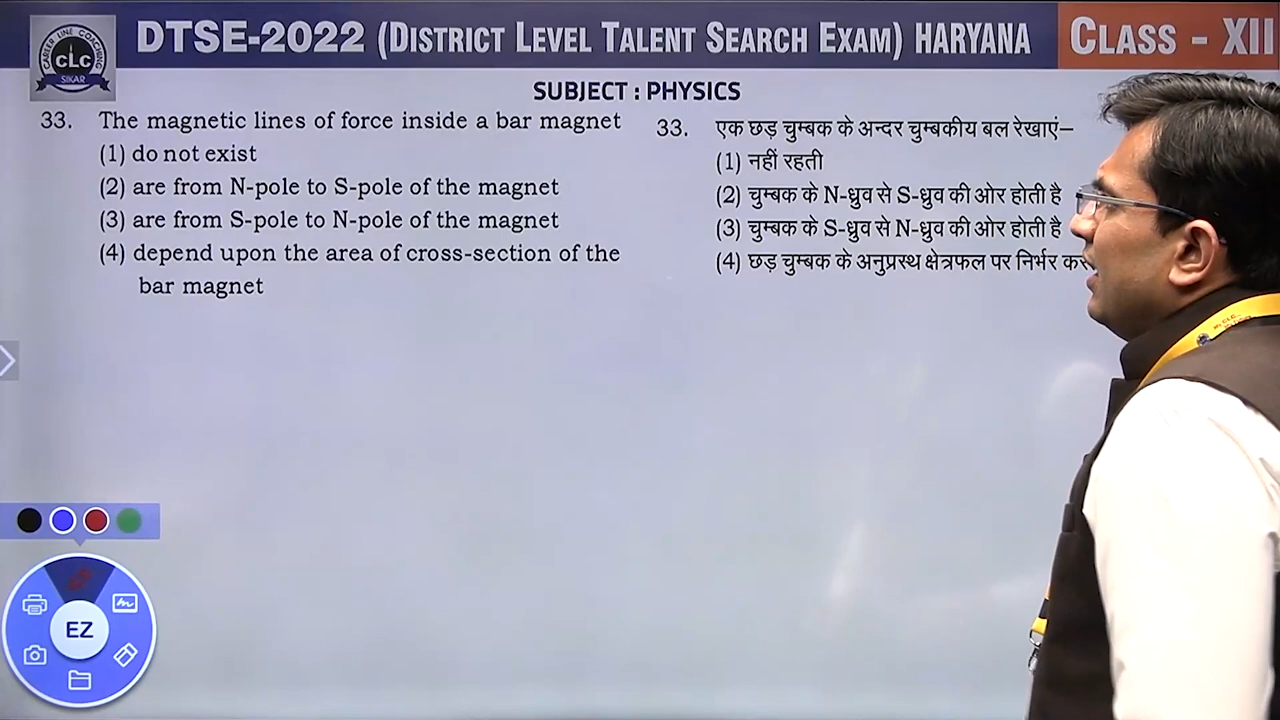 CAREER LINE COACHING
CLC
SIKAR
DTSE-2022 (DISTRICT LEVEL TALENT SEARCH EXAM) HARYANA
CLASS - XII
SUBJECT : PHYSICS
33. The magnetic lines of force inside a bar magnet
(1) do not exist
(2) are from N-pole to S-pole of the magnet
(3) are from S-pole to N-pole of the magnet
(4) depend upon the area of cross-section of the
bar magnet
33. एक छड़ चुम्बक के अन्दर चुम्बकीय बल रेखाएं–
(1) नहीं रहती
(2) चुम्बक के N-ध्रुव से S-ध्रुव की ओर होती है
(3) चुम्बक के S-ध्रुव से N-ध्रुव की ओर होती है
(4) छड़ चुम्बक के अनुप्रस्थ क्षेत्रफल पर निर्भर
EZ